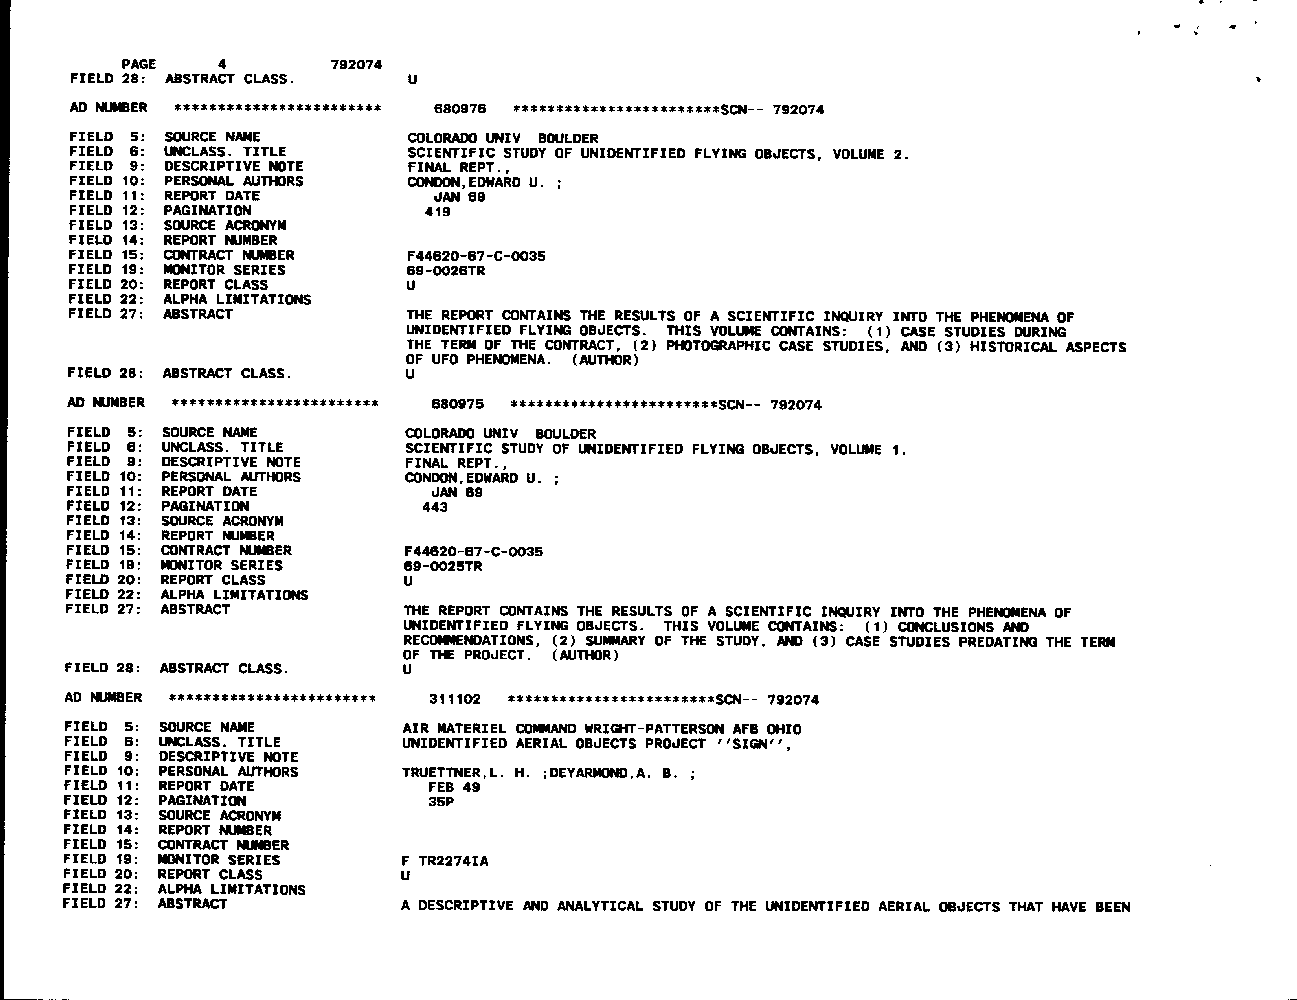 PAGE 4 792074
FIELD 28: ABSTRACT CLASS. U
AD NUMBER ************************ 680976 ************************SCN-- 792074
FIELD 5: SOURCE NAME COLORADO UNIV BOULDER
FIELD 6: UNCLASS. TITLE SCIENTIFIC STUDY OF UNIDENTIFIED FLYING OBJECTS, VOLUME 2.
FIELD 9: DESCRIPTIVE NOTE FINAL REPT.,
FIELD 10: PERSONAL AUTHORS CONDON,EDWARD U. ;
FIELD 11: REPORT DATE JAN 69
FIELD 12: PAGINATION 419
FIELD 13: SOURCE ACRONYM
FIELD 14: REPORT NUMBER
FIELD 15: CONTRACT NUMBER F44620-67-C-0035
FIELD 19: MONITOR SERIES 69-0026TR
FIELD 20: REPORT CLASS U
FIELD 22: ALPHA LIMITATIONS
FIELD 27: ABSTRACT THE REPORT CONTAINS THE RESULTS OF A SCIENTIFIC INQUIRY INTO THE PHENOMENA OF
UNIDENTIFIED FLYING OBJECTS. THIS VOLUME CONTAINS: (1) CASE STUDIES DURING
THE TERM OF THE CONTRACT, (2) PHOTOGRAPHIC CASE STUDIES, AND (3) HISTORICAL ASPECTS
OF UFO PHENOMENA. (AUTHOR)
FIELD 28: ABSTRACT CLASS. U
AD NUMBER ************************ 680975 ************************SCN-- 792074
FIELD 5: SOURCE NAME COLORADO UNIV BOULDER
FIELD 6: UNCLASS. TITLE SCIENTIFIC STUDY OF UNIDENTIFIED FLYING OBJECTS, VOLUME 1.
FIELD 9: DESCRIPTIVE NOTE FINAL REPT.,
FIELD 10: PERSONAL AUTHORS CONDON,EDWARD U. ;
FIELD 11: REPORT DATE JAN 69
FIELD 12: PAGINATION 443
FIELD 13: SOURCE ACRONYM
FIELD 14: REPORT NUMBER
FIELD 15: CONTRACT NUMBER F44620-67-C-0035
FIELD 19: MONITOR SERIES 69-0025TR
FIELD 20: REPORT CLASS U
FIELD 22: ALPHA LIMITATIONS
FIELD 27: ABSTRACT THE REPORT CONTAINS THE RESULTS OF A SCIENTIFIC INQUIRY INTO THE PHENOMENA OF
UNIDENTIFIED FLYING OBJECTS. THIS VOLUME CONTAINS: (1) CONCLUSIONS AND
RECOMMENDATIONS, (2) SUMMARY OF THE STUDY, AND (3) CASE STUDIES PREDATING THE TERM
OF THE PROJECT. (AUTHOR)
FIELD 28: ABSTRACT CLASS. U
AD NUMBER ************************ 311102 ************************SCN-- 792074
FIELD 5: SOURCE NAME AIR MATERIEL COMMAND WRIGHT-PATTERSON AFB OHIO
FIELD 6: UNCLASS. TITLE UNIDENTIFIED AERIAL OBJECTS PROJECT ''SIGN'',
FIELD 9: DESCRIPTIVE NOTE
FIELD 10: PERSONAL AUTHORS TRUETTNER,L. H. ;DEYARMOND,A. B. ;
FIELD 11: REPORT DATE FEB 49
FIELD 12: PAGINATION 35P
FIELD 13: SOURCE ACRONYM
FIELD 14: REPORT NUMBER
FIELD 15: CONTRACT NUMBER
FIELD 19: MONITOR SERIES F TR2274IA
FIELD 20: REPORT CLASS U
FIELD 22: ALPHA LIMITATIONS
FIELD 27: ABSTRACT A DESCRIPTIVE AND ANALYTICAL STUDY OF THE UNIDENTIFIED AERIAL OBJECTS THAT HAVE BEEN